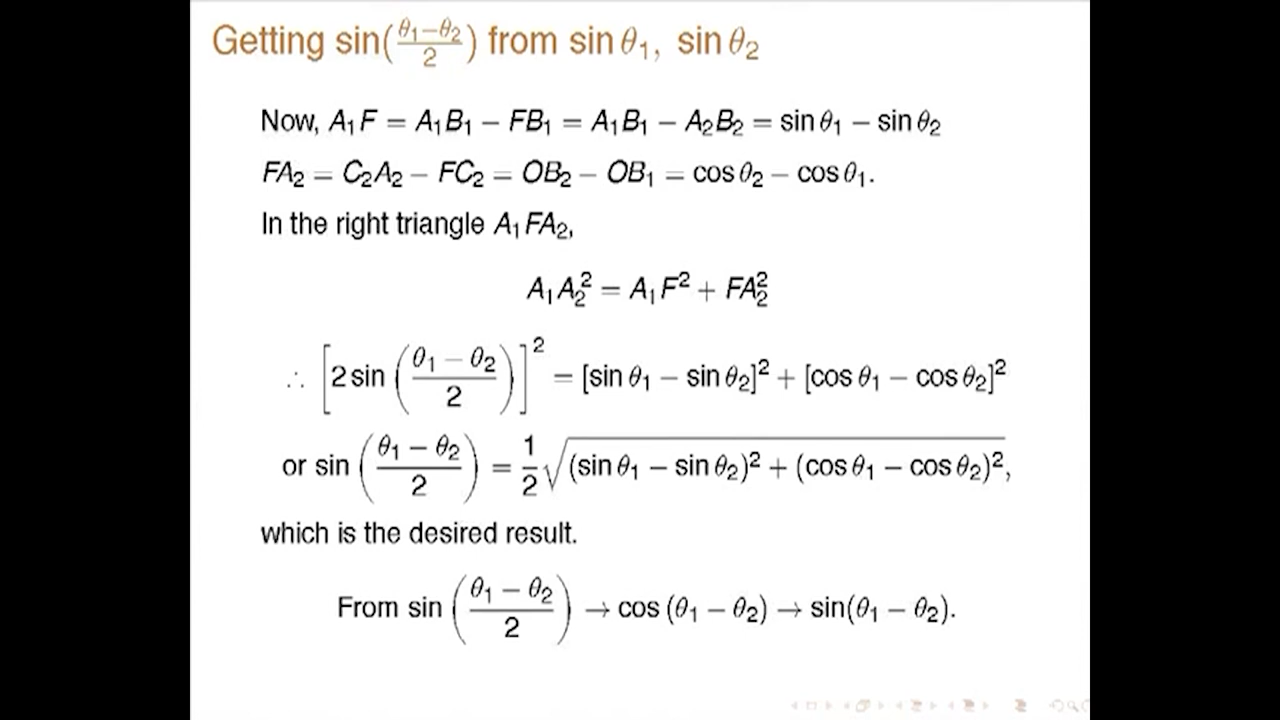 Getting sin(θ₁−θ₂/2) from sin θ₁, sin θ₂
Now, A₁F = A₁B₁ − FB₁ = A₁B₁ − A₂B₂ = sin θ₁ − sin θ₂
FA₂ = C₂A₂ − FC₂ = OB₂ − OB₁ = cos θ₂ − cos θ₁.
In the right triangle A₁FA₂,
A₁A₂² = A₁F² + FA₂²
∴ [2 sin (θ₁ − θ₂/2)]² = [sin θ₁ − sin θ₂]² + [cos θ₁ − cos θ₂]²
or sin (θ₁ − θ₂/2) = 1/2 √(sin θ₁ − sin θ₂)² + (cos θ₁ − cos θ₂)²,
which is the desired result.
From sin (θ₁ − θ₂/2) → cos (θ₁ − θ₂) → sin(θ₁ − θ₂).